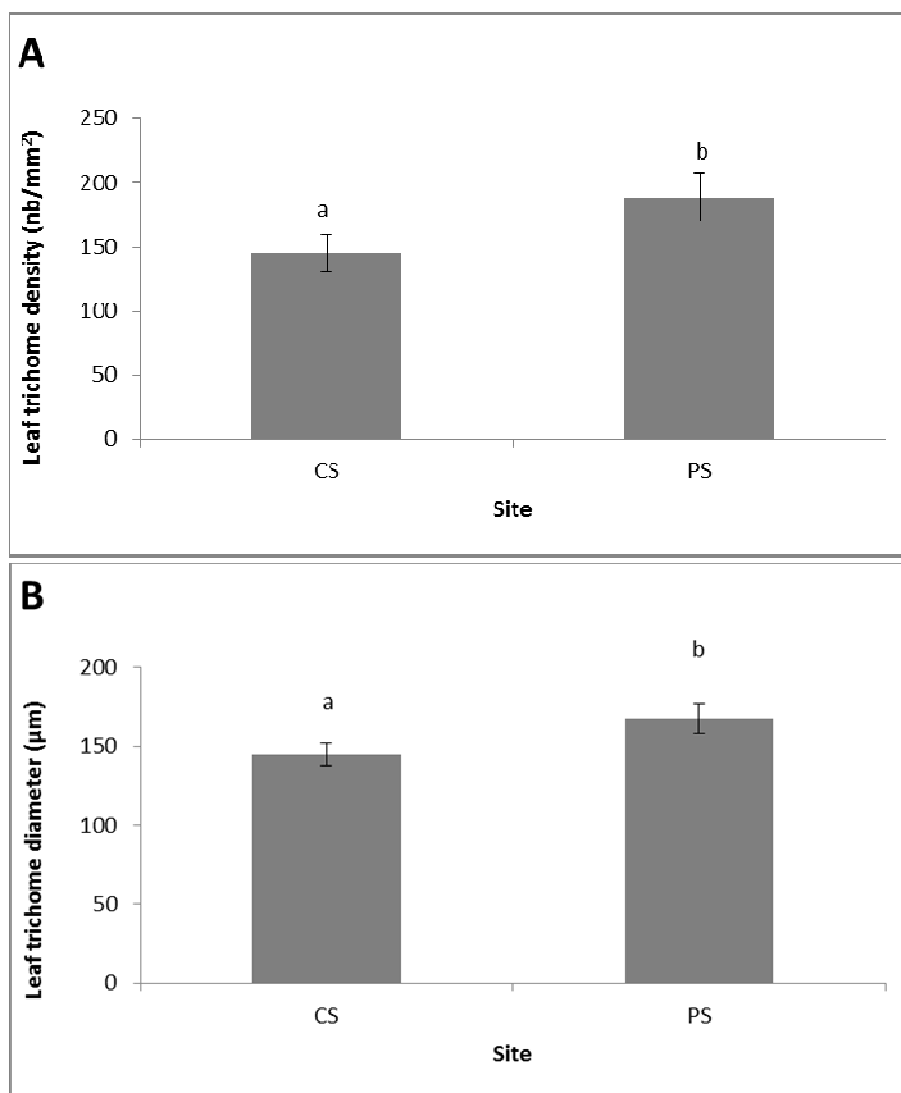 A
Leaf trichome density (nb/mm²)
250
200
150
100
50
0
a
b
CS
PS
Site
B
Leaf trichome diameter (µm)
200
150
100
50
0
a
b
CS
PS
Site